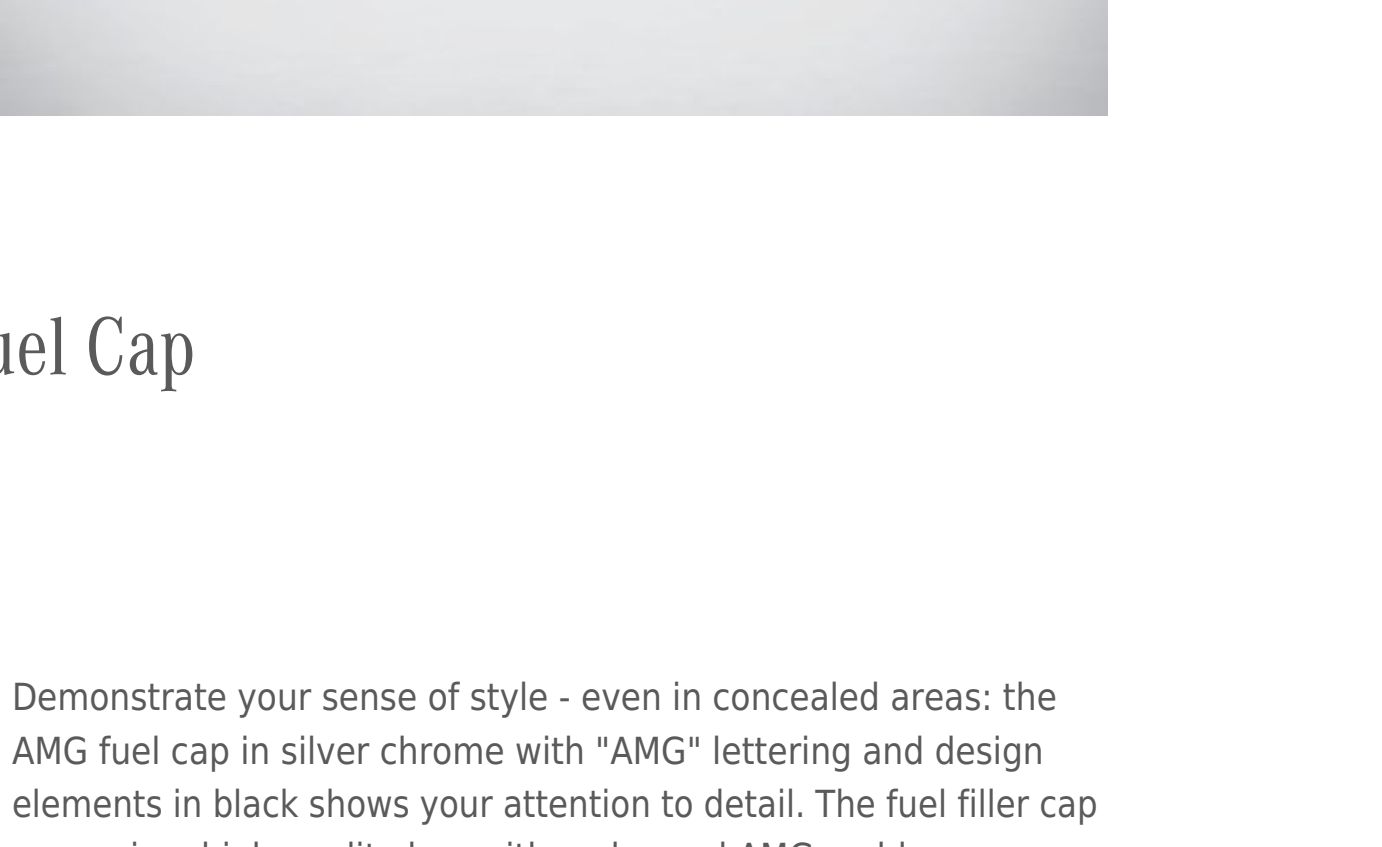 uel Cap
Demonstrate your sense of style - even in concealed areas: the
AMG fuel cap in silver chrome with "AMG" lettering and design
elements in black shows your attention to detail. The fuel filler cap